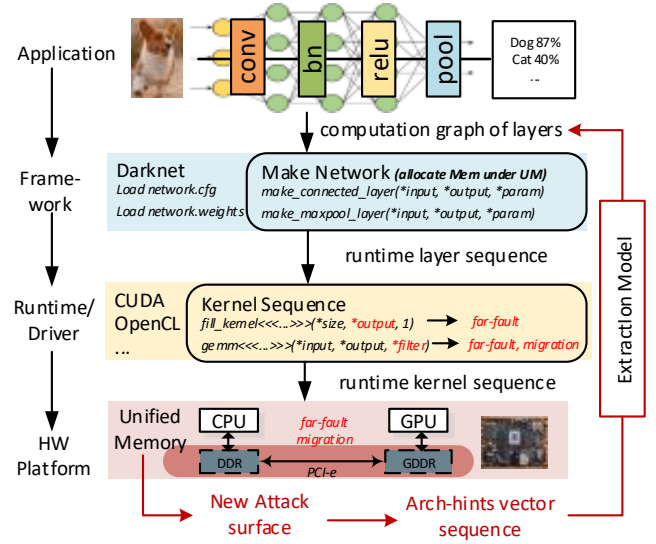 Application
conv
bn
relu
pool
Dog 87%
Cat 40%
...
computation graph of layers
Frame-
work
Darknet
Load network.cfg
Load network.weights
Make Network (allocate Mem under UM)
make_connected_layer(*input, *output, *param)
make_maxpool_layer(*input, *output, *param)
runtime layer sequence
Runtime/
Driver
CUDA
OpenCL
...
Kernel Sequence
fill_kernel<<<...>>>(*size, *output, 1)
far-fault
gemm<<<...>>>(*input, *output, *filter)
far-fault, migration
runtime kernel sequence
Extraction Model
HW
Platform
Unified
Memory
CPU
far-fault
migration
GPU
DDR
PCI-e
GDDR
New Attack
surface
Arch-hints vector
sequence